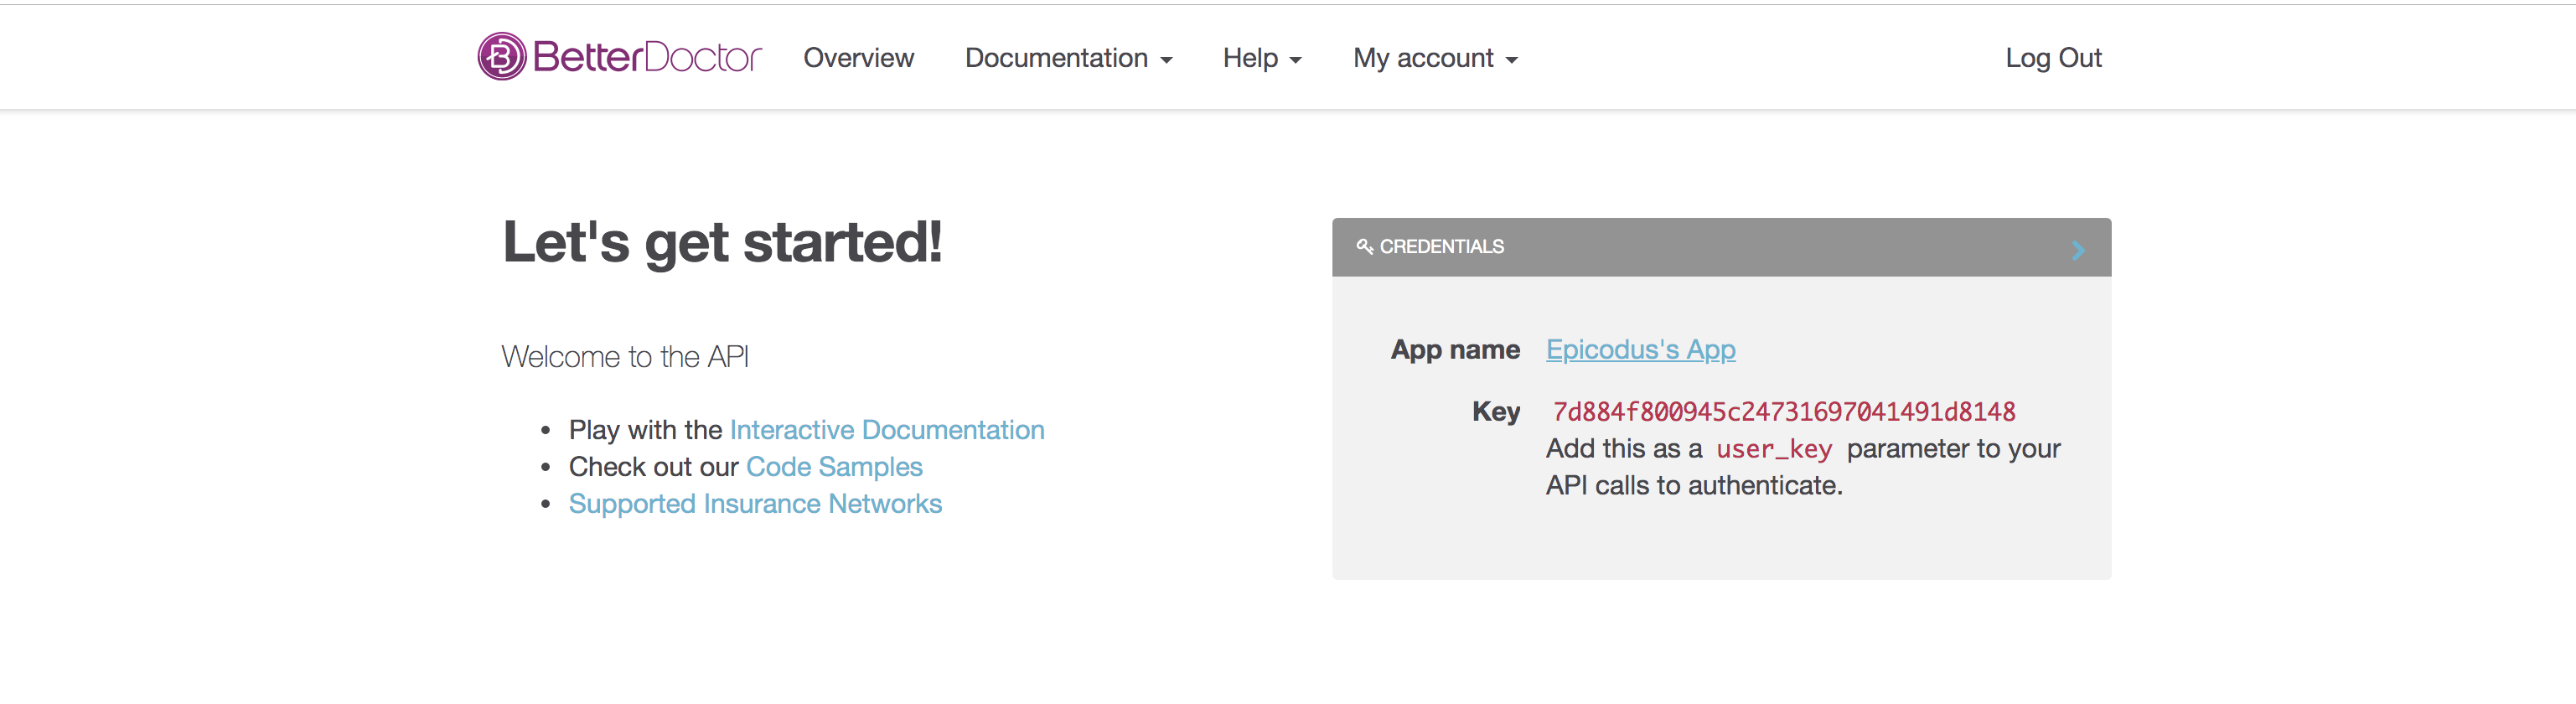 BetterDoctor Overview Documentation Help My account Log Out
Let's get started!
Welcome to the API
Play with the Interactive Documentation
Check out our Code Samples
Supported Insurance Networks
CREDENTIALS
App name Epicodus's App
Key 7d884f800945c24731697041491d8148
Add this as a user_key parameter to your
API calls to authenticate.